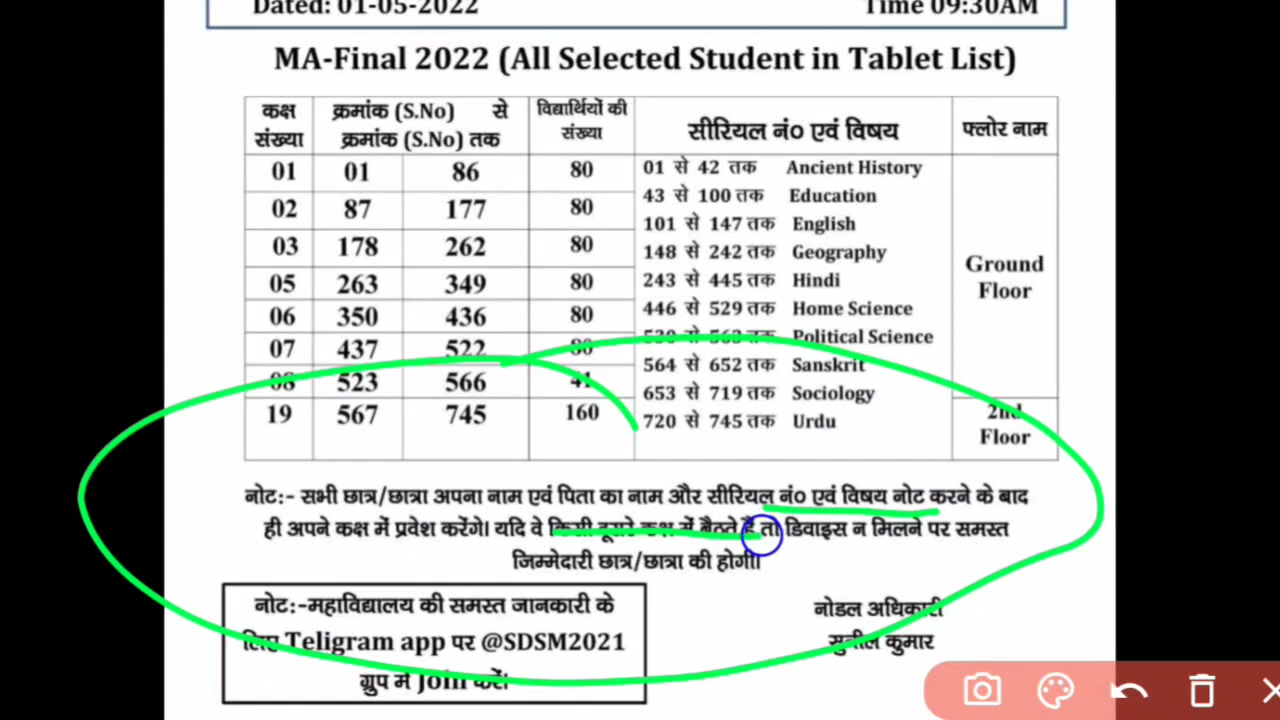 Dated: 01-05-2022 Time 09:30AM
MA-Final 2022 (All Selected Student in Tablet List)
कक्ष संख्या क्रमांक (S.No) से क्रमांक (S.No) तक विद्यार्थियों की संख्या सीरियल नं० एवं विषय फ्लोर नाम
01 01 86 80
02 87 177 80
03 178 262 80
05 263 349 80
06 350 436 80
07 437 522 80
08 523 566 41
19 567 745 160
01 से 42 तक Ancient History
43 से 100 तक Education
101 से 147 तक English
148 से 242 तक Geography
243 से 445 तक Hindi
446 से 529 तक Home Science
530 से 563 तक Political Science
564 से 652 तक Sanskrit
653 से 719 तक Sociology
720 से 745 तक Urdu
Ground
Floor
2nd
Floor
नोटः- सभी छात्र/छात्रा अपना नाम एवं पिता का नाम और सीरियल नं० एवं विषय नोट करने के बाद
ही अपने कक्ष में प्रवेश करेंगे। यदि वे किसी दूसरे कक्ष में बैठते हैं तो डिवाइस न मिलने पर समस्त
जिम्मेदारी छात्र/छात्रा की होगी।
नोटः-महाविद्यालय की समस्त जानकारी के
लिए Teligram app पर @SDSM2021
ग्रुप में Join करें।
नोडल अधिकारी
सुनील कुमार